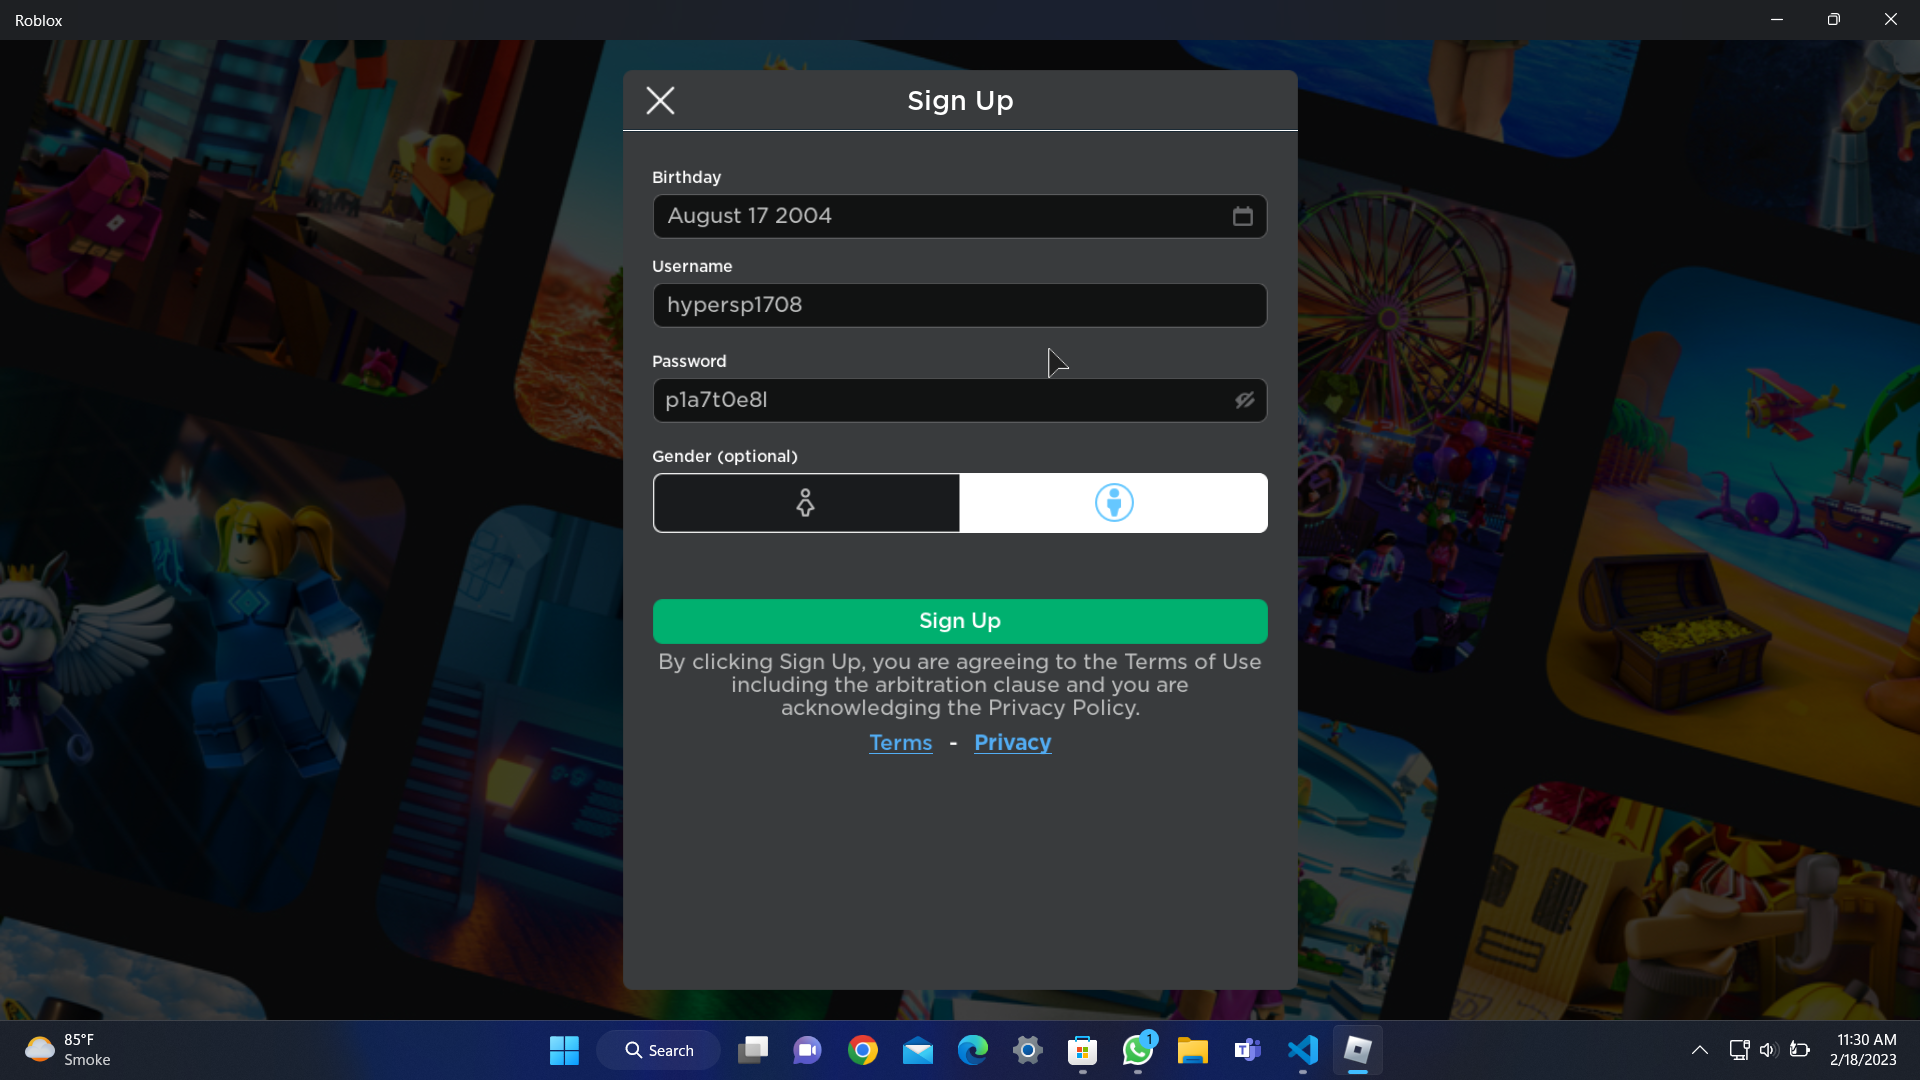 Roblox
Sign Up
Birthday
August 17 2004
Username
hypersp1708
Password
p1a7t0e8l
Gender (optional)
Sign Up
By clicking Sign Up, you are agreeing to the Terms of Use
including the arbitration clause and you are
acknowledging the Privacy Policy.
Terms - Privacy
85°F
Smoke
Search
1
11:30 AM
2/18/2023